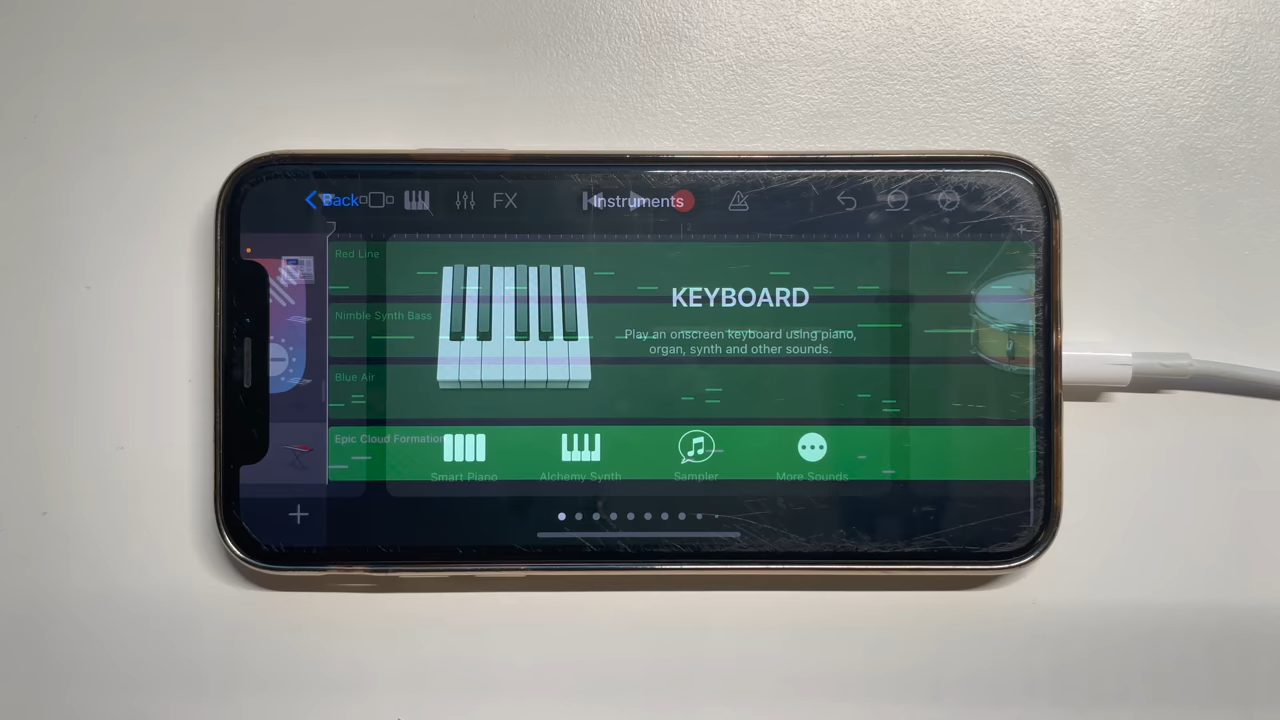 Back
FX
Instruments
2
Red Line
Nimble Synth Bass
Blue Air
Epic Cloud Formation
KEYBOARD
Play an onscreen keyboard using piano,
organ, synth and other sounds.
Smart Piano
Alchemy Synth
Sampler
More Sounds